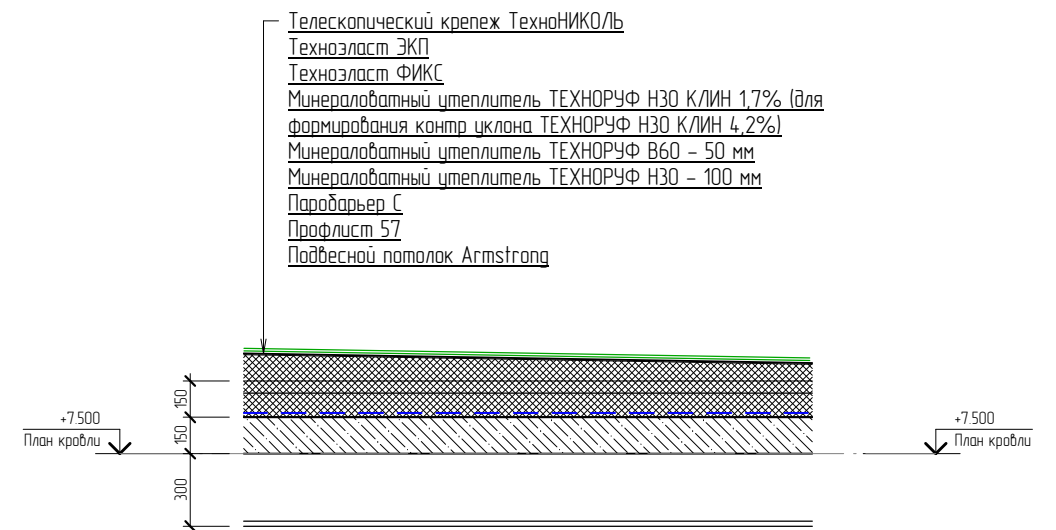 Телескопический крепеж ТехноНИКОЛЬ
Техноэласт ЭКП
Техноэласт ФИКС
Минераловатный утеплитель ТЕХНОРУФ Н30 КЛИН 1,7% (для
формирования контр уклона ТЕХНОРУФ Н30 КЛИН 4,2%)
Минераловатный утеплитель ТЕХНОРУФ В60 – 50 мм
Минераловатный утеплитель ТЕХНОРУФ Н30 – 100 мм
Паробарьер С
Профлист 57
Подвесной потолок Armstrong
150
+7.500
План кровли
150
+7.500
План кровли
300